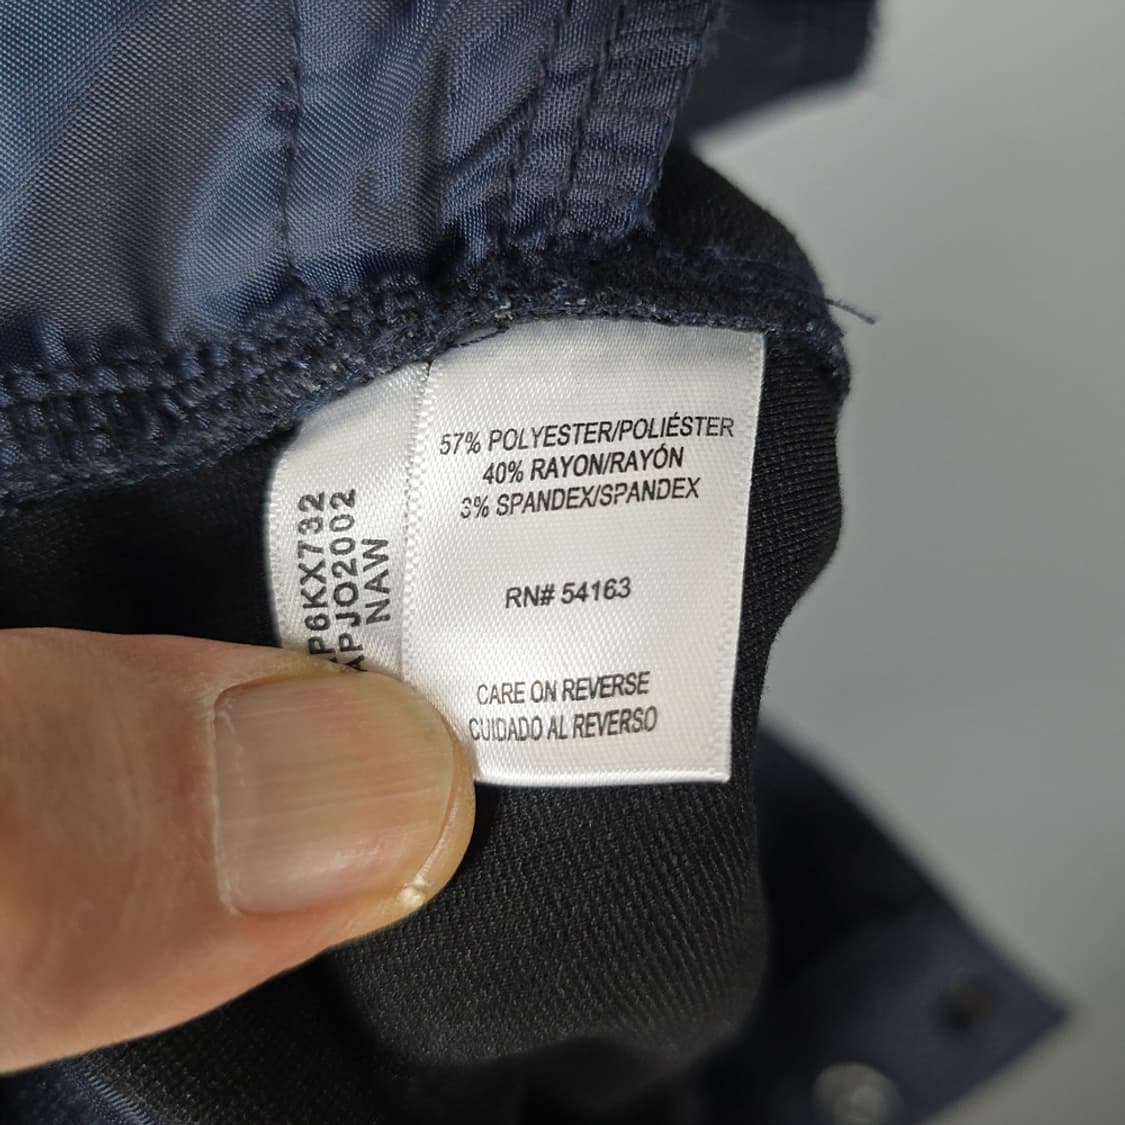 57% POLYESTER/POLIÉSTER
40% RAYON/RAYÓN
3% SPANDEX/SPANDEX
RN# 54163
CARE ON REVERSE
CUIDADO AL REVERSO
P6KX732
APJO2002
NAW